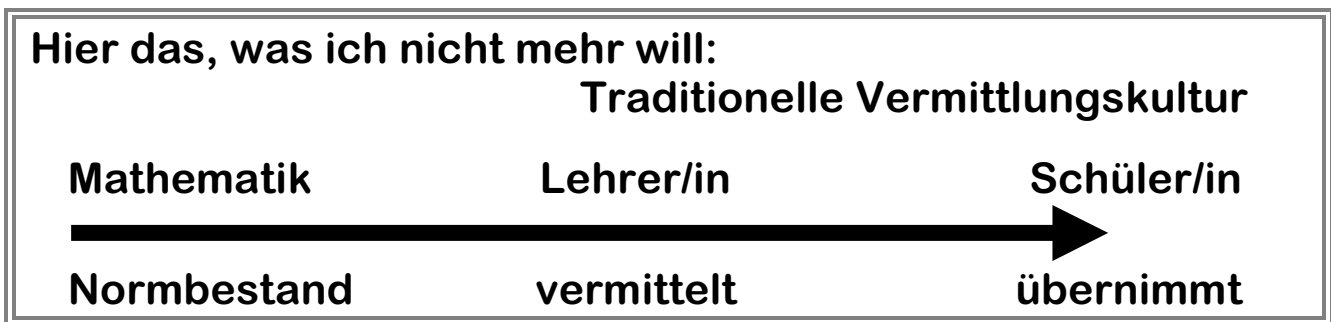 Hier das, was ich nicht mehr will:
Traditionelle Vermittlungskultur
Mathematik Lehrer/in Schüler/in
Normbestand vermittelt übernimmt